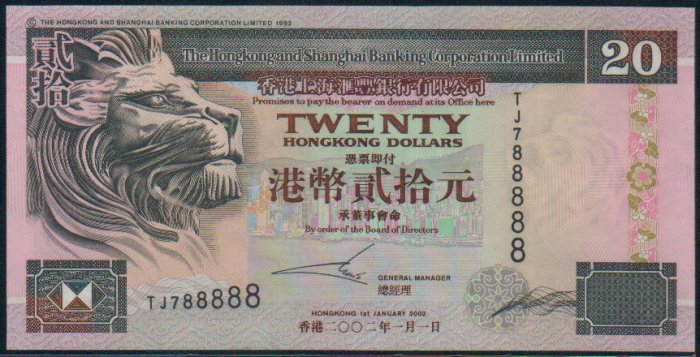 © THE HONGKONG AND SHANGHAI BANKING CORPORATION LIMITED 1993
貳拾
The Hongkong and Shanghai Banking Corporation Limited
20
香港上海滙豐銀行有限公司
Promises to pay the bearer on demand at its Office here
TWENTY
HONGKONG DOLLARS
憑票即付
港幣貳拾元
承董事會命
By order of the Board of Directors
TJ788888
GENERAL MANAGER
總經理
TJ788888
HONGKONG 1ST JANUARY 2002
香港二〇〇二年一月一日